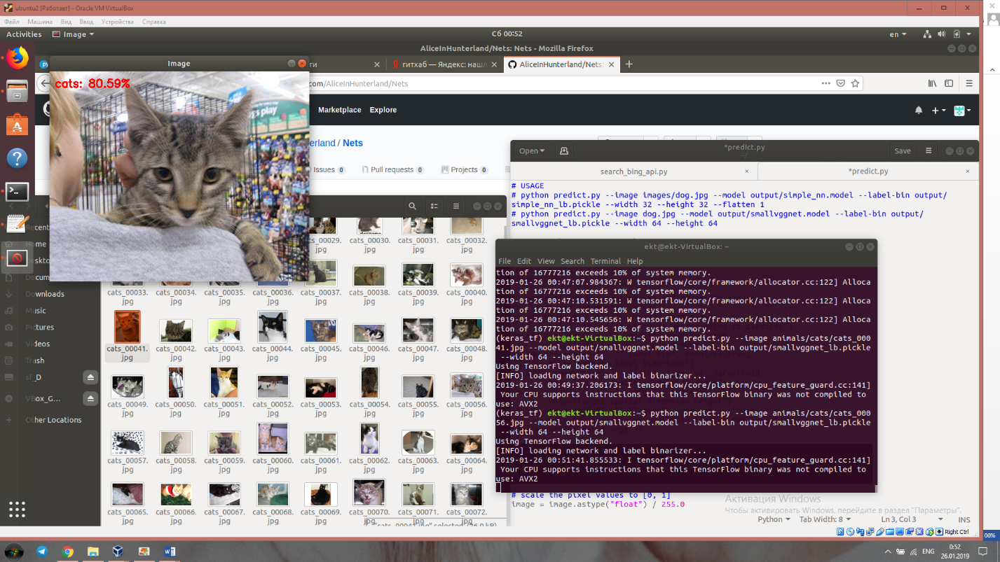 ubuntu2 [Работает] - Oracle VM VirtualBox
Файл Машина Вид Ввод Устройства Справка
Activities Image Сб 00:52 en
AliceInHunterland/Nets: Nets - Mozilla Firefox
Image
ги
гитхаб — Яндекс: нашл
AliceInHunterland/Nets:
cats: 80.59%
com/AliceInHunterland/Nets
Marketplace Explore
erland / Nets
Issues 0 Pull requests 0 Projects 0
Open
*predict.py
~/
Save
search_bing_api.py
*predict.py
# USAGE
# python predict.py --image images/dog.jpg --model output/simple_nn.model --label-bin output/
simple_nn_lb.pickle --width 32 --height 32 --flatten 1
# python predict.py --image dog.jpg --model output/smallvggnet.model --label-bin output/
smallvggnet_lb.pickle --width 64 --height 64
ekt@ekt-VirtualBox: ~
File Edit View Search Terminal Help
tion of 16777216 exceeds 10% of system memory.
2019-01-26 00:47:07.984367: W tensorflow/core/framework/allocator.cc:122] Alloca
tion of 16777216 exceeds 10% of system memory.
2019-01-26 00:47:10.531591: W tensorflow/core/framework/allocator.cc:122] Alloca
tion of 16777216 exceeds 10% of system memory.
2019-01-26 00:47:10.545656: W tensorflow/core/framework/allocator.cc:122] Alloca
tion of 16777216 exceeds 10% of system memory.
(keras_tf) ekt@ekt-VirtualBox:~$ python predict.py --image animals/cats/cats_000
41.jpg --model output/smallvggnet.model --label-bin output/smallvggnet_lb.pickle
--width 64 --height 64
Using TensorFlow backend.
[INFO] loading network and label binarizer...
2019-01-26 00:49:37.206173: I tensorflow/core/platform/cpu_feature_guard.cc:141]
Your CPU supports instructions that this TensorFlow binary was not compiled to
use: AVX2
(keras_tf) ekt@ekt-VirtualBox:~$ python predict.py --image animals/cats/cats_000
56.jpg --model output/smallvggnet.model --label-bin output/smallvggnet_lb.pickle
--width 64 --height 64
Using TensorFlow backend.
[INFO] loading network and label binarizer...
2019-01-26 00:51:41.855533: I tensorflow/core/platform/cpu_feature_guard.cc:141]
Your CPU supports instructions that this TensorFlow binary was not compiled to
use: AVX2
# scale the pixel values to [0, 1]
image = image.astype("float") / 255.0
Активация Windows
Чтобы активировать Windows, перейдите в раздел "Параметры".
Python Tab Width: 8 Ln 3, Col 3 INS
Recent
Home
Desktop
Docum
Downloads
Music
Pictures
Videos
Trash
sf_D
VBox_G…
Other Locations
00029. cats_00030. cats_00031. cats_00032.
jpg jpg jpg jpg
cats_00033. cats_00034. cats_00035. cats_00036. cats_00037. cats_00038. cats_00039. cats_00040.
jpg jpg jpg jpg jpg jpg jpg jpg
cats_00041. cats_00042. cats_00043. cats_00044. cats_00045. cats_00046. cats_00047. cats_00048.
jpg jpg jpg jpg jpg jpg jpg jpg
cats_00049. cats_00050. cats_00051. cats_00052. cats_00053. cats_00054. cats_00055. cats_00056.
jpg jpg jpg jpg jpg jpg jpg jpg
cats_00057. cats_00058. cats_00059. cats_00060. cats_00061. cats_00062. cats_00063. cats_00064.
jpg jpg jpg jpg jpg jpg jpg jpg
cats_00065. cats_00066. cats_00067. cats_00068. cats_00069. cats_00070. cats_00071. cats_00072.
jpg jpg jpg jpg jpg jpg jpg jpg
"cats_00041.jpg" selected (26.0 kB)
Right Ctrl
00%
ENG
0:52
26.01.2019